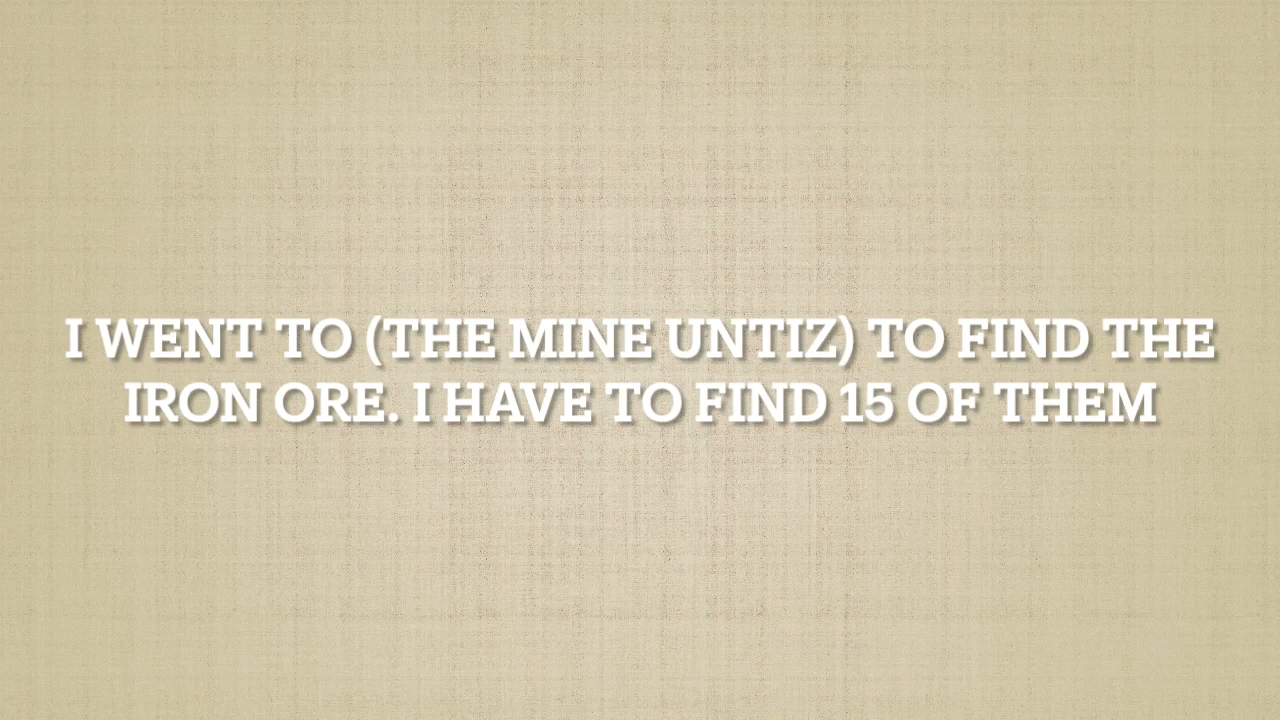 I WENT TO (THE MINE UNTIZ) TO FIND THE
IRON ORE. I HAVE TO FIND 15 OF THEM